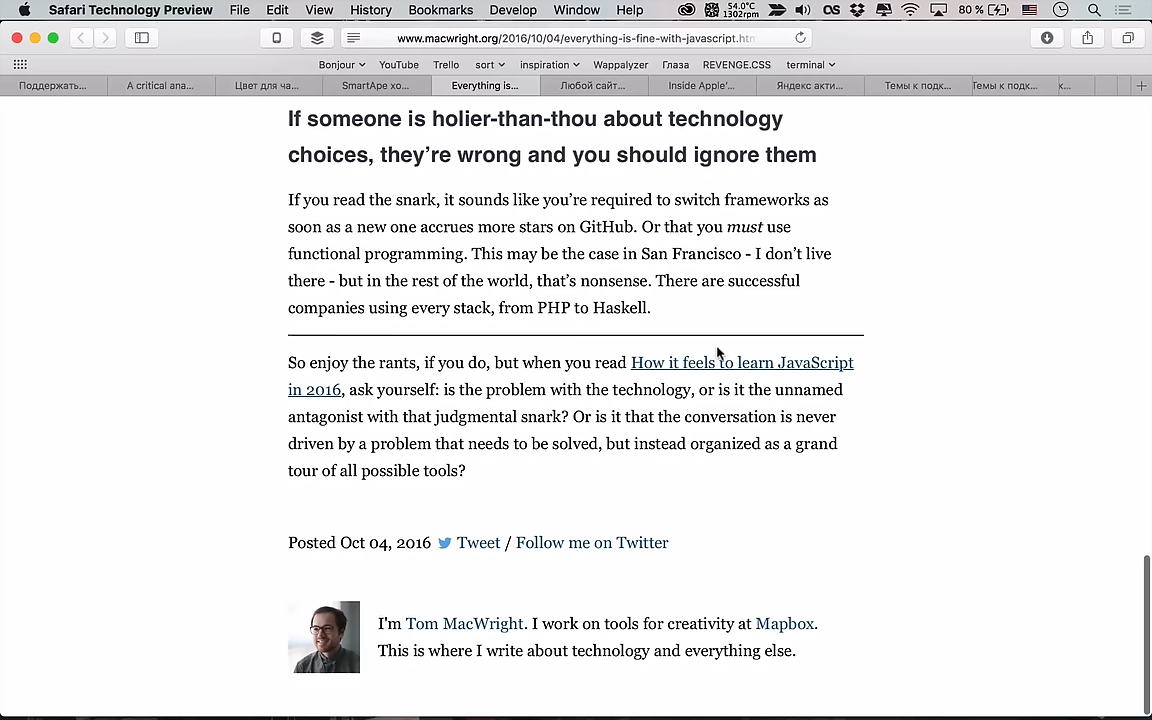 Safari Technology Preview File Edit View History Bookmarks Develop Window Help 54.0°C 1302rpm 80 %
www.macwright.org/2016/10/04/everything-is-fine-with-javascript.htm
Bonjour YouTube Trello sort inspiration Wappalyzer Глаза REVENGE.CSS terminal
Поддержать... A critical ana... Цвет для ча... SmartApe хо... Everything is... Любой сайт... Inside Apple'... Яндекс акти... Темы к подк... Темы к подк... к...
If someone is holier-than-thou about technology
choices, they're wrong and you should ignore them
If you read the snark, it sounds like you're required to switch frameworks as
soon as a new one accrues more stars on GitHub. Or that you must use
functional programming. This may be the case in San Francisco - I don't live
there - but in the rest of the world, that's nonsense. There are successful
companies using every stack, from PHP to Haskell.
So enjoy the rants, if you do, but when you read How it feels to learn JavaScript
in 2016, ask yourself: is the problem with the technology, or is it the unnamed
antagonist with that judgmental snark? Or is it that the conversation is never
driven by a problem that needs to be solved, but instead organized as a grand
tour of all possible tools?
Posted Oct 04, 2016 Tweet / Follow me on Twitter
I'm Tom MacWright. I work on tools for creativity at Mapbox.
This is where I write about technology and everything else.